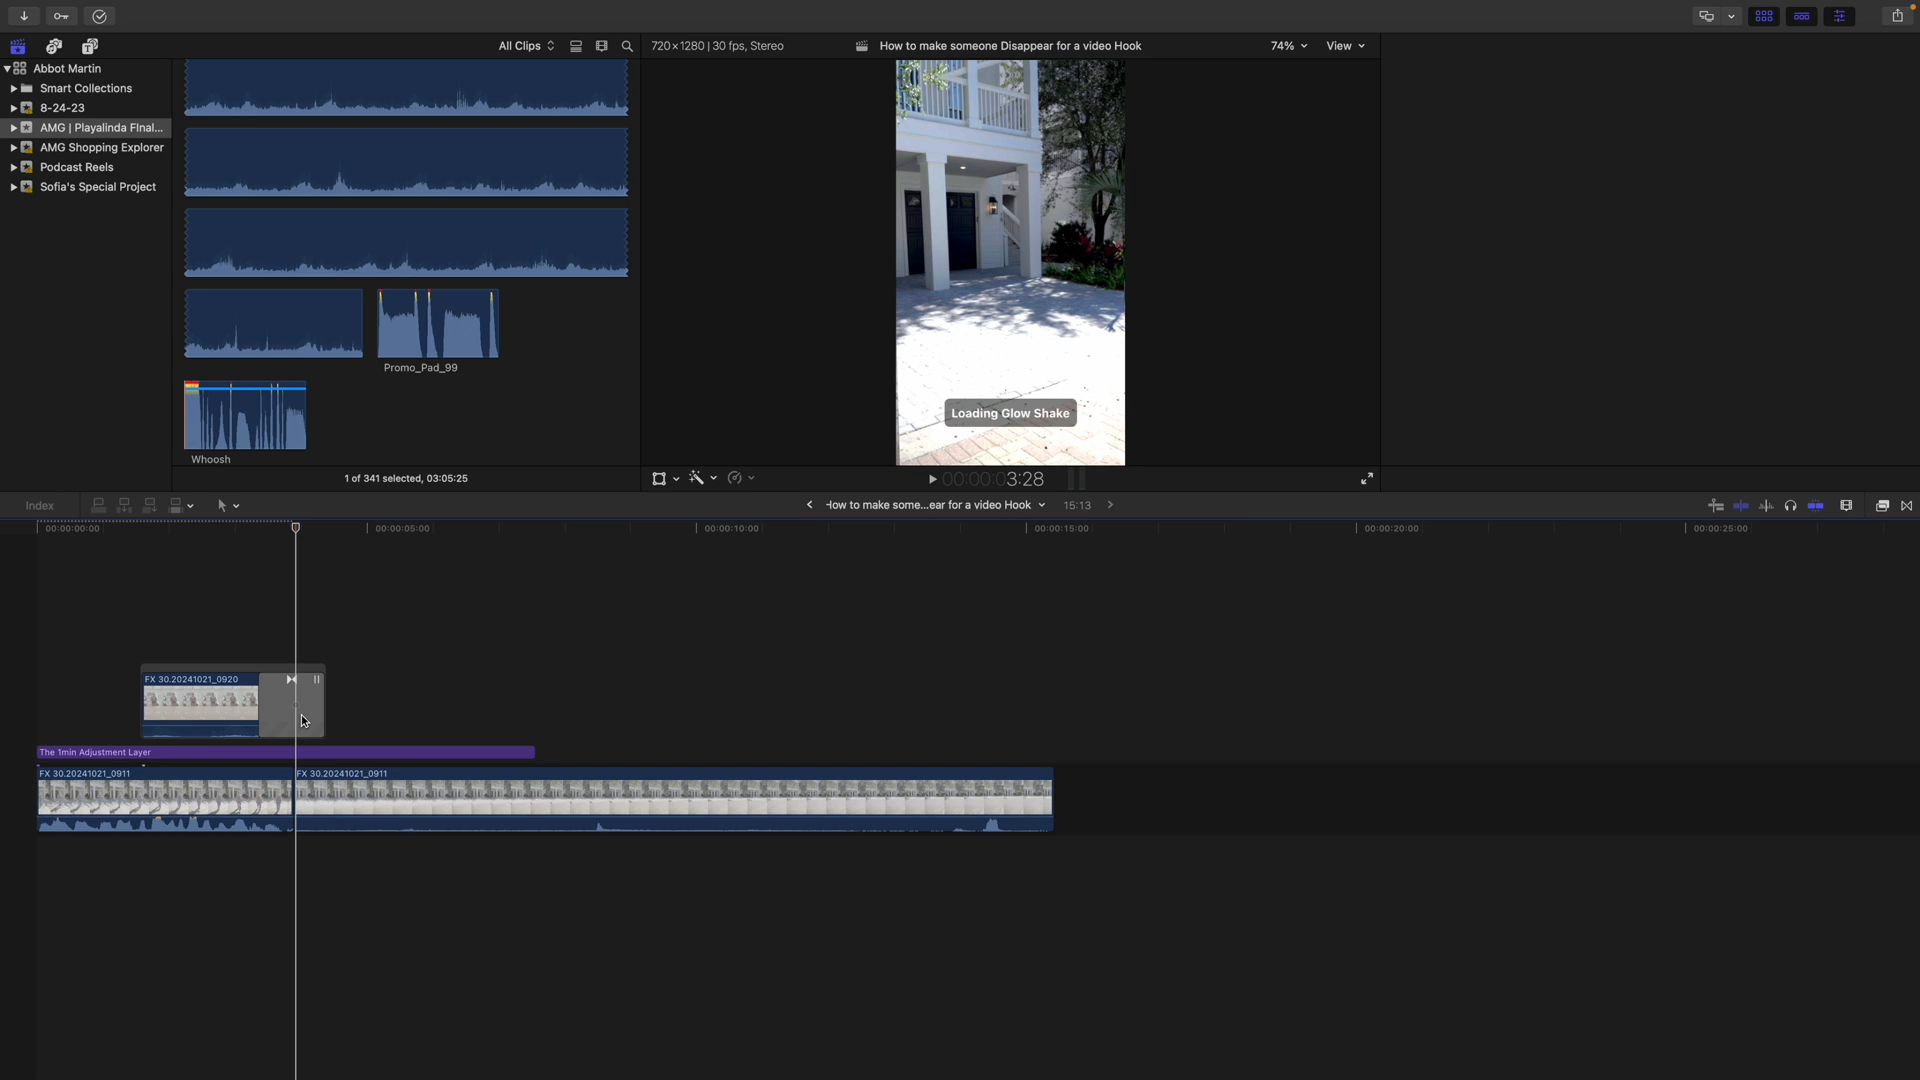 All Clips
720×1280 | 30 fps, Stereo
How to make someone Disappear for a video Hook
74%
View
Abbot Martin
Smart Collections
8-24-23
AMG | Playalinda FInal...
AMG Shopping Explorer
Podcast Reels
Sofia's Special Project
Promo_Pad_99
Whoosh
1 of 341 selected, 03:05:25
Loading Glow Shake
00:00:03:28
Index
How to make some...ear for a video Hook
15:13
00:00:00:00
00:00:05:00
00:00:10:00
00:00:15:00
00:00:20:00
00:00:25:00
FX 30.20241021_0920
The 1min Adjustment Layer
FX 30.20241021_0911
FX 30.20241021_0911